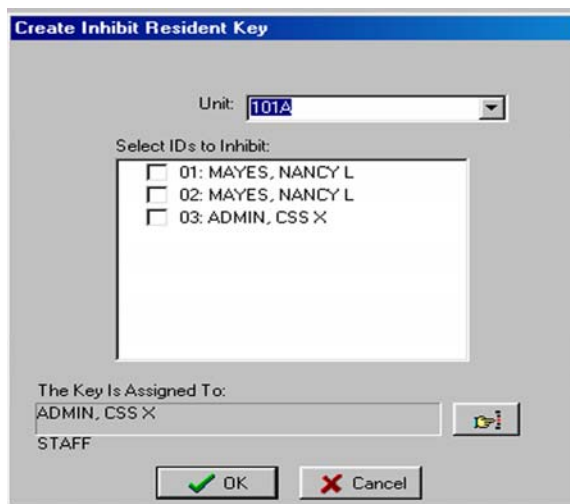 Create Inhibit Resident Key
Unit: 101A
Select IDs to Inhibit:
01: MAYES, NANCY L
02: MAYES, NANCY L
03: ADMIN, CSS X
The Key Is Assigned To:
ADMIN, CSS X
STAFF
OK Cancel